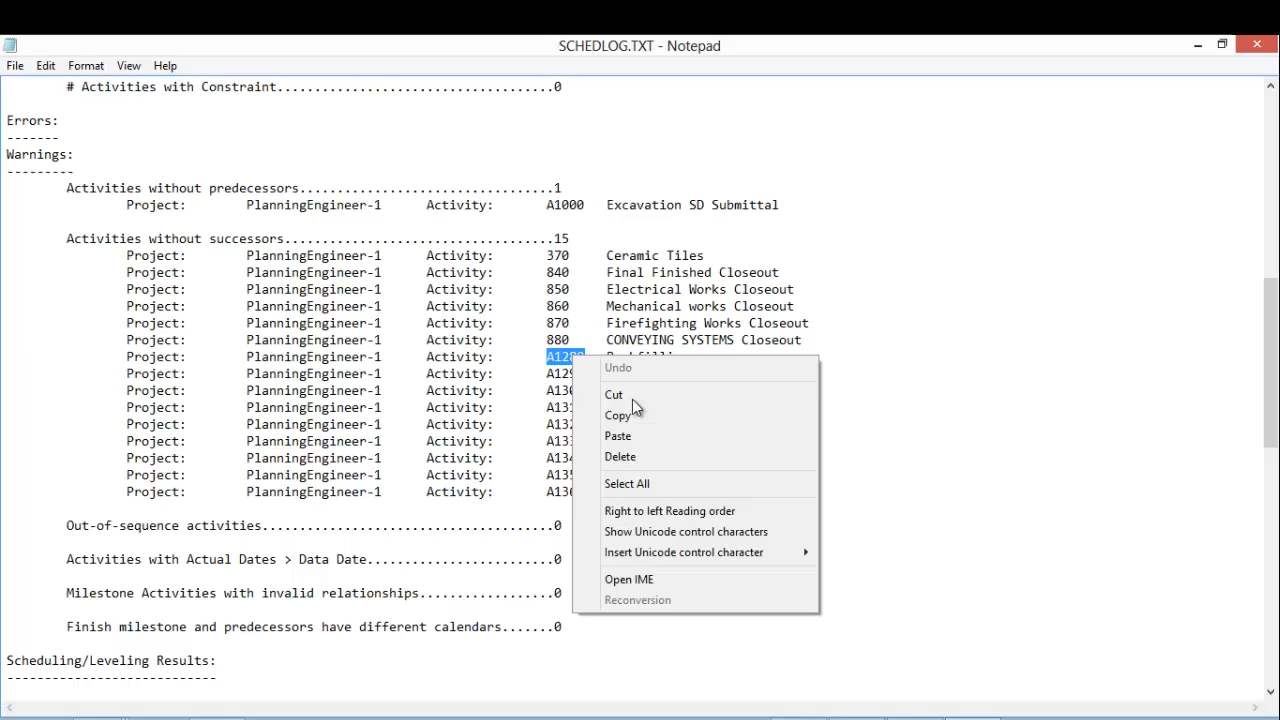 SCHEDLOG.TXT - Notepad
File Edit Format View Help
# Activities with Constraint.....................................0
Errors:
-------
Warnings:
---------
Activities without predecessors..................................1
Project: PlanningEngineer-1 Activity: A1000 Excavation SD Submittal
Activities without successors....................................15
Project: PlanningEngineer-1 Activity: 370 Ceramic Tiles
Project: PlanningEngineer-1 Activity: 840 Final Finished Closeout
Project: PlanningEngineer-1 Activity: 850 Electrical Works Closeout
Project: PlanningEngineer-1 Activity: 860 Mechanical works Closeout
Project: PlanningEngineer-1 Activity: 870 Firefighting Works Closeout
Project: PlanningEngineer-1 Activity: 880 CONVEYING SYSTEMS Closeout
Project: PlanningEngineer-1 Activity:
Project: PlanningEngineer-1 Activity: A129
Project: PlanningEngineer-1 Activity: A130
Project: PlanningEngineer-1 Activity: A131
Project: PlanningEngineer-1 Activity: A132
Project: PlanningEngineer-1 Activity: A133
Project: PlanningEngineer-1 Activity: A134
Project: PlanningEngineer-1 Activity: A135
Project: PlanningEngineer-1 Activity: A136
Out-of-sequence activities.......................................0
Activities with Actual Dates > Data Date.........................0
Milestone Activities with invalid relationships..................0
Finish milestone and predecessors have different calendars.......0
Scheduling/Leveling Results:
----------------------------
Undo
Cut
Copy
Paste
Delete
Select All
Right to left Reading order
Show Unicode control characters
Insert Unicode control character
Open IME
Reconversion